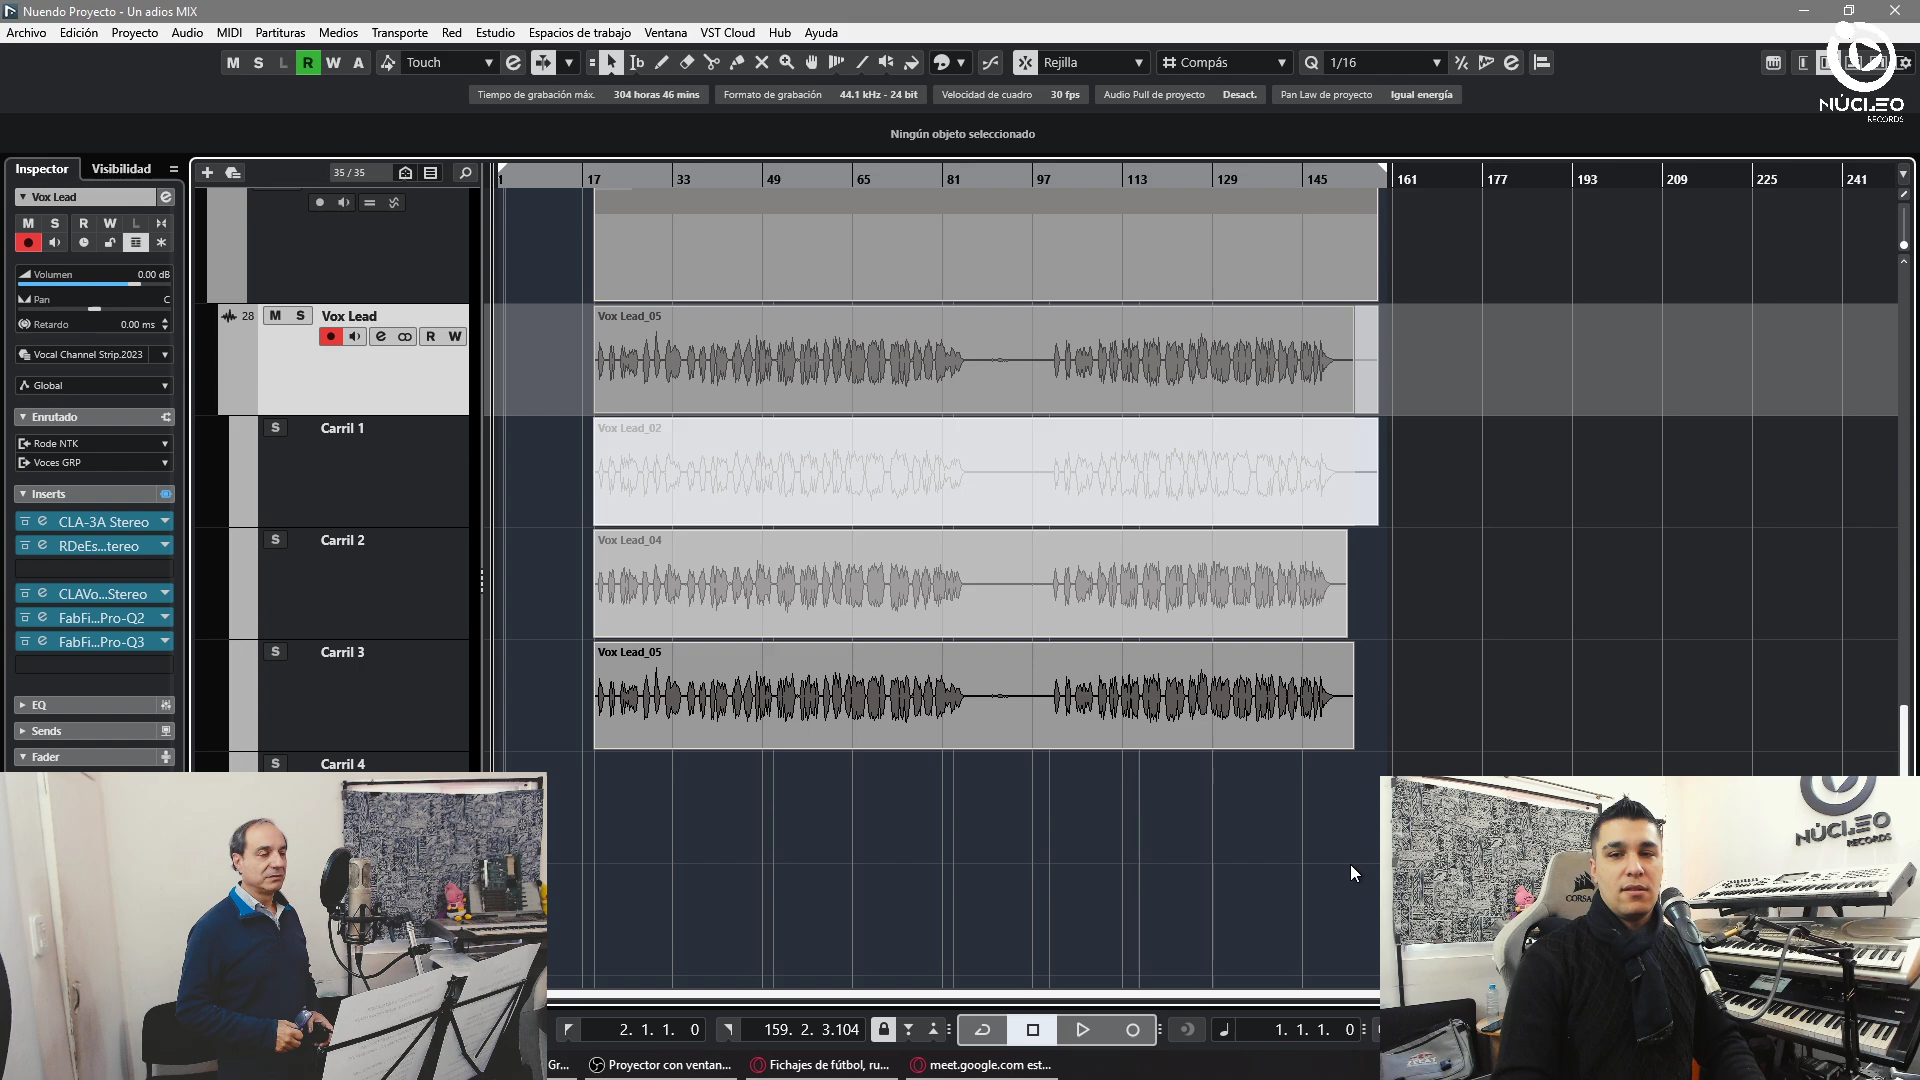 Nuendo Proyecto - Un adios MIX
Archivo Edición Proyecto Audio MIDI Partituras Medios Transporte Red Estudio Espacios de trabajo Ventana VST Cloud Hub Ayuda
M S L R W A Touch Rejilla Compás Q 1/16
NÚCLEO
RECORDS
Tiempo de grabación máx. 304 horas 46 mins Formato de grabación 44.1 kHz - 24 bit Velocidad de cuadro 30 fps Audio Pull de proyecto Desact. Pan Law de proyecto Igual energía
Ningún objeto seleccionado
Inspector Visibilidad
35 / 35
1 17 33 49 65 81 97 113 129 145 161 177 193 209 225 241
Vox Lead
M S R W L
Volumen 0.00 dB
Pan C
Retardo 0.00 ms
Vocal Channel Strip.2023
Global
Enrutado
Rode NTK
Voces GRP
Inserts
CLA-3A Stereo
RDeEs...tereo
CLAVo...Stereo
FabFi...Pro-Q2
FabFi...Pro-Q3
EQ
Sends
Fader
28 M S Vox Lead
R W
Vox Lead_05
S Carril 1
Vox Lead_02
S Carril 2
Vox Lead_04
S Carril 3
Vox Lead_05
S Carril 4
NÚCLEO
RECORDS
CORSA
2. 1. 1. 0
159. 2. 3.104
1. 1. 1. 0
Gr...
Proyector con ventan...
Fichajes de fútbol, ru...
meet.google.com est...